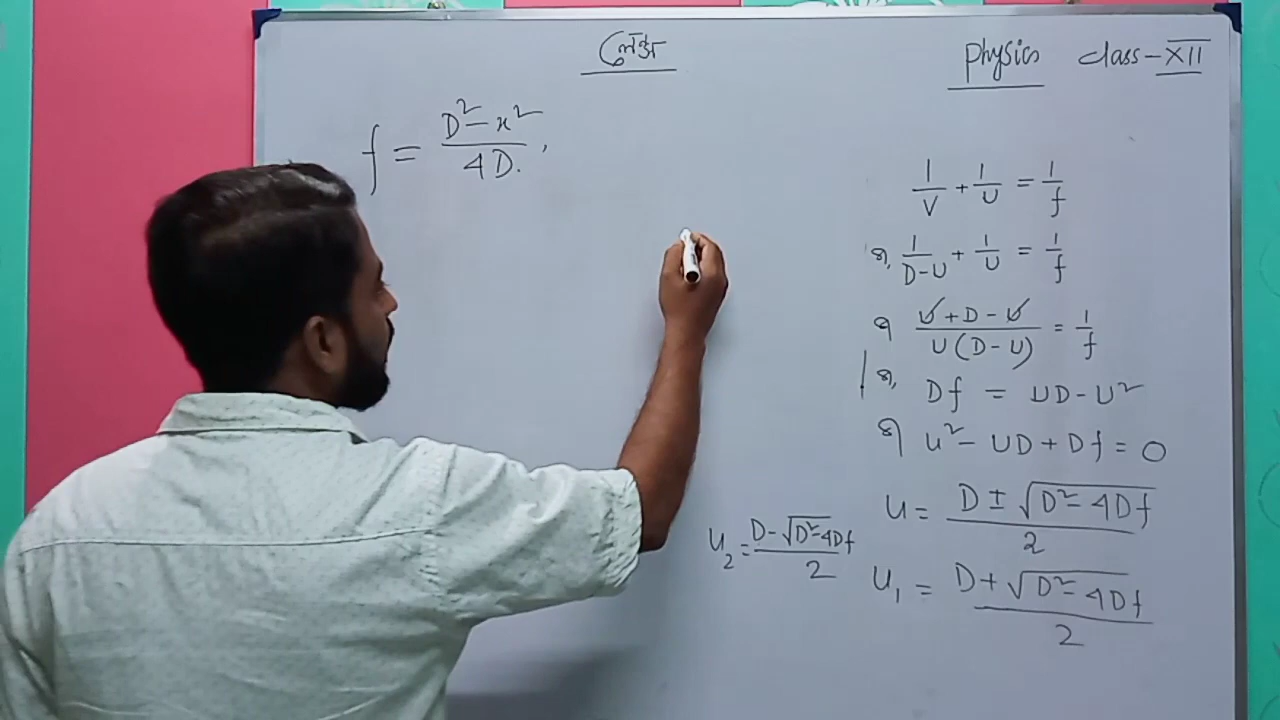 লেন্স
Physics Class-XII
f = D²-x²/4D.
1/V + 1/U = 1/f
বা, 1/D-U + 1/U = 1/f
বা U+D-U/U(D-U) = 1/f
বা, Df = UD-U²
বা U²-UD+Df=0
U = D±√D²-4Df/2
U₂ = D-√D²-4Df/2
U₁ = D+√D²-4Df/2